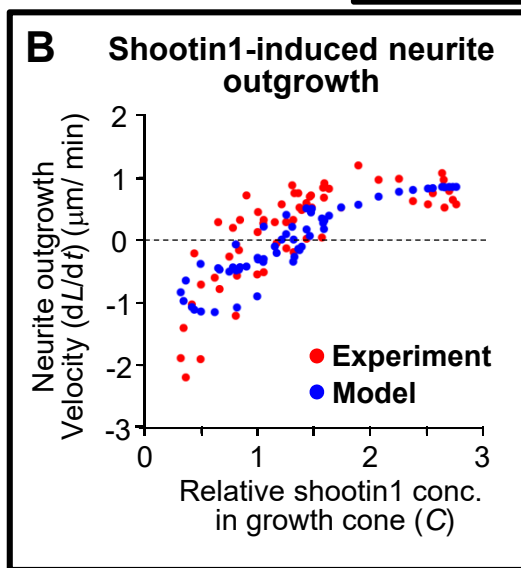 B Shootin1-induced neurite
outgrowth
Neurite outgrowth
Velocity (dL/dt) (μm/ min)
2
1
0
-1
-2
-3
Experiment
Model
0 1 2 3
Relative shootin1 conc.
in growth cone (C)